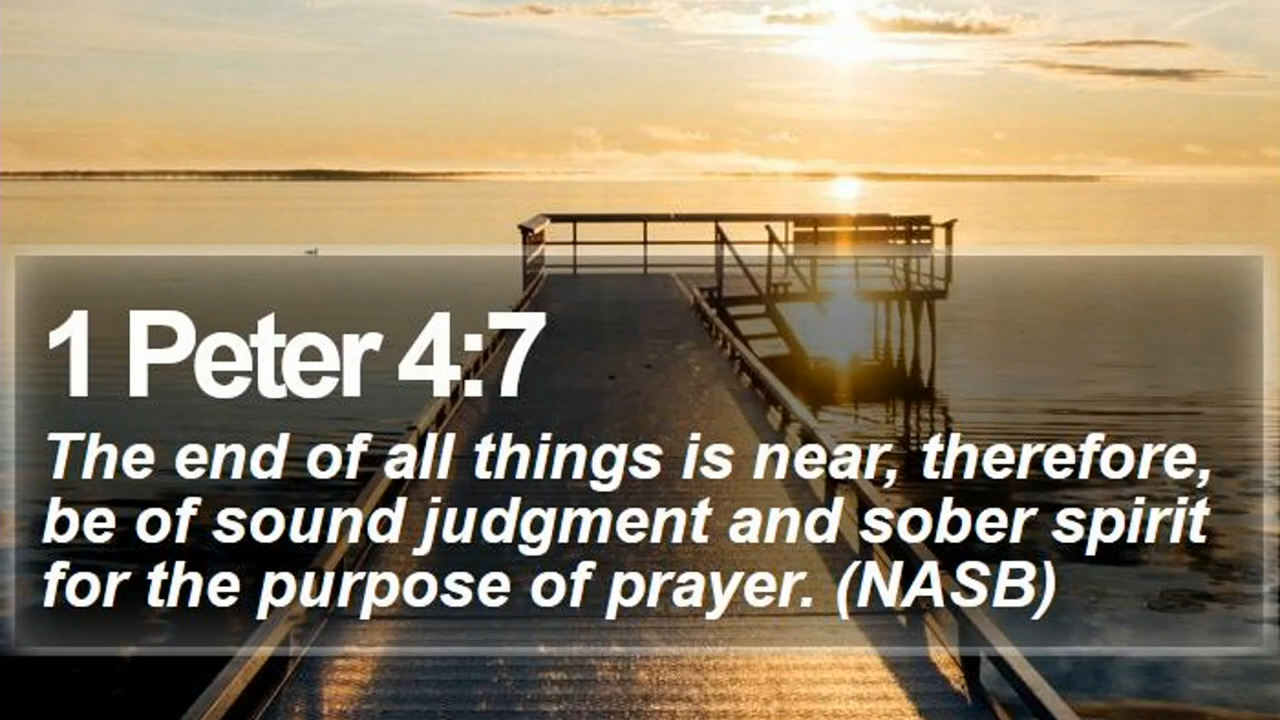 1 Peter 4:7
The end of all things is near, therefore,
be of sound judgment and sober spirit
for the purpose of prayer. (NASB)